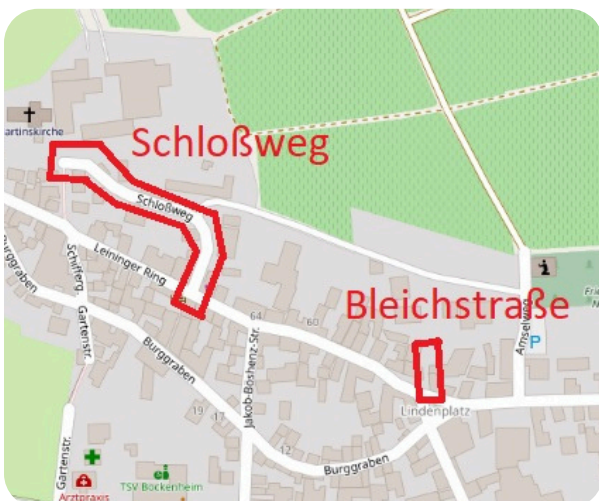 artinskirche
Schloßweg
Schloßweg
Leininger Ring
Schifferg.
Burggraben
Gartenstr.
Burggraben
64
60
Bleichstraße
Amselweg
P
Jakob-Böshenz-Str.
Lindenplatz
19
17
12
Gartenstr.
Burggraben
TSV Bockenheim
Arztpraxis